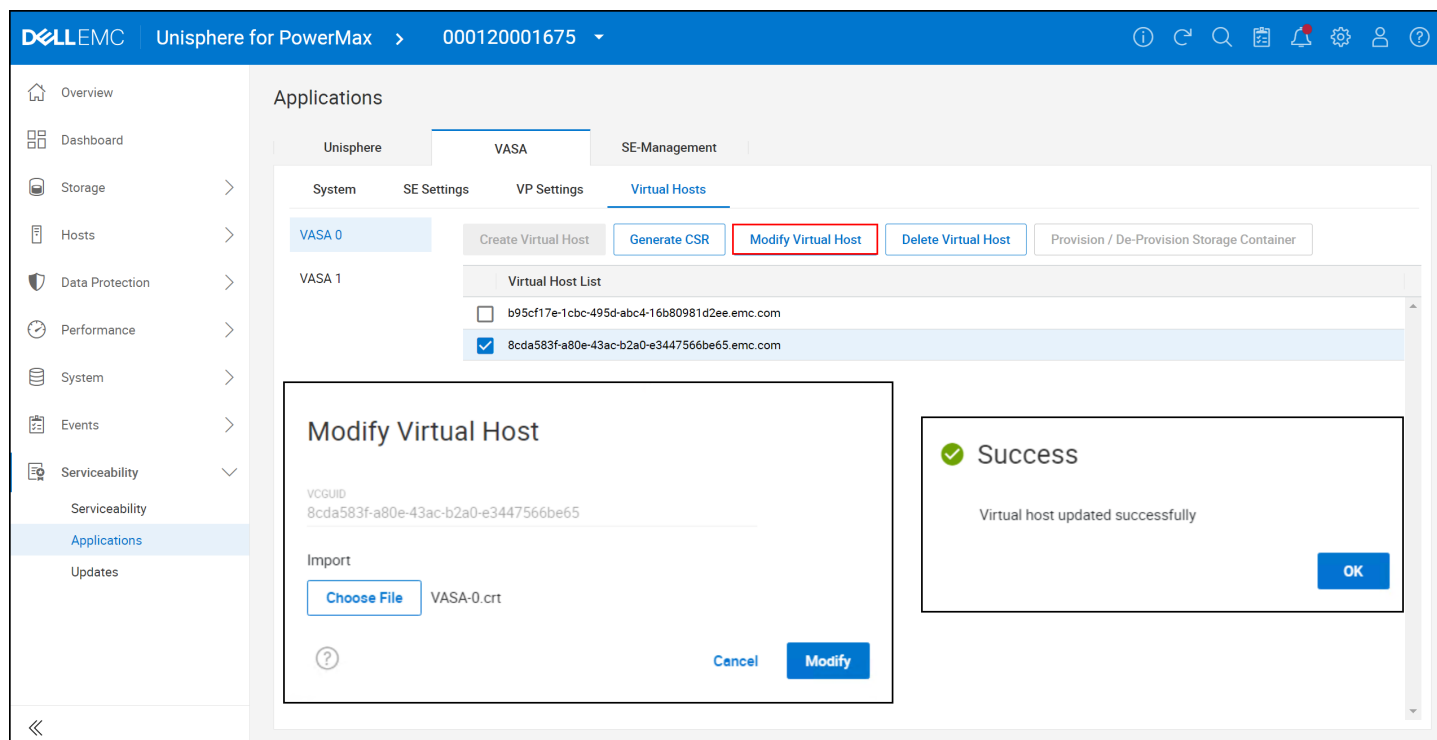 DELLEMC Unisphere for PowerMax > 000120001675
Overview
Dashboard
Storage
Hosts
Data Protection
Performance
System
Events
Serviceability
Serviceability
Applications
Updates
Applications
Unisphere VASA SE-Management
System SE Settings VP Settings Virtual Hosts
VASA 0
VASA 1
Create Virtual Host Generate CSR Modify Virtual Host Delete Virtual Host Provision / De-Provision Storage Container
Virtual Host List
b95cf17e-1cbc-495d-abc4-16b80981d2ee.emc.com
8cda583f-a80e-43ac-b2a0-e3447566be65.emc.com
Modify Virtual Host
VCGUID
8cda583f-a80e-43ac-b2a0-e3447566be65
Import
Choose File VASA-0.crt
Cancel Modify
Success
Virtual host updated successfully
OK